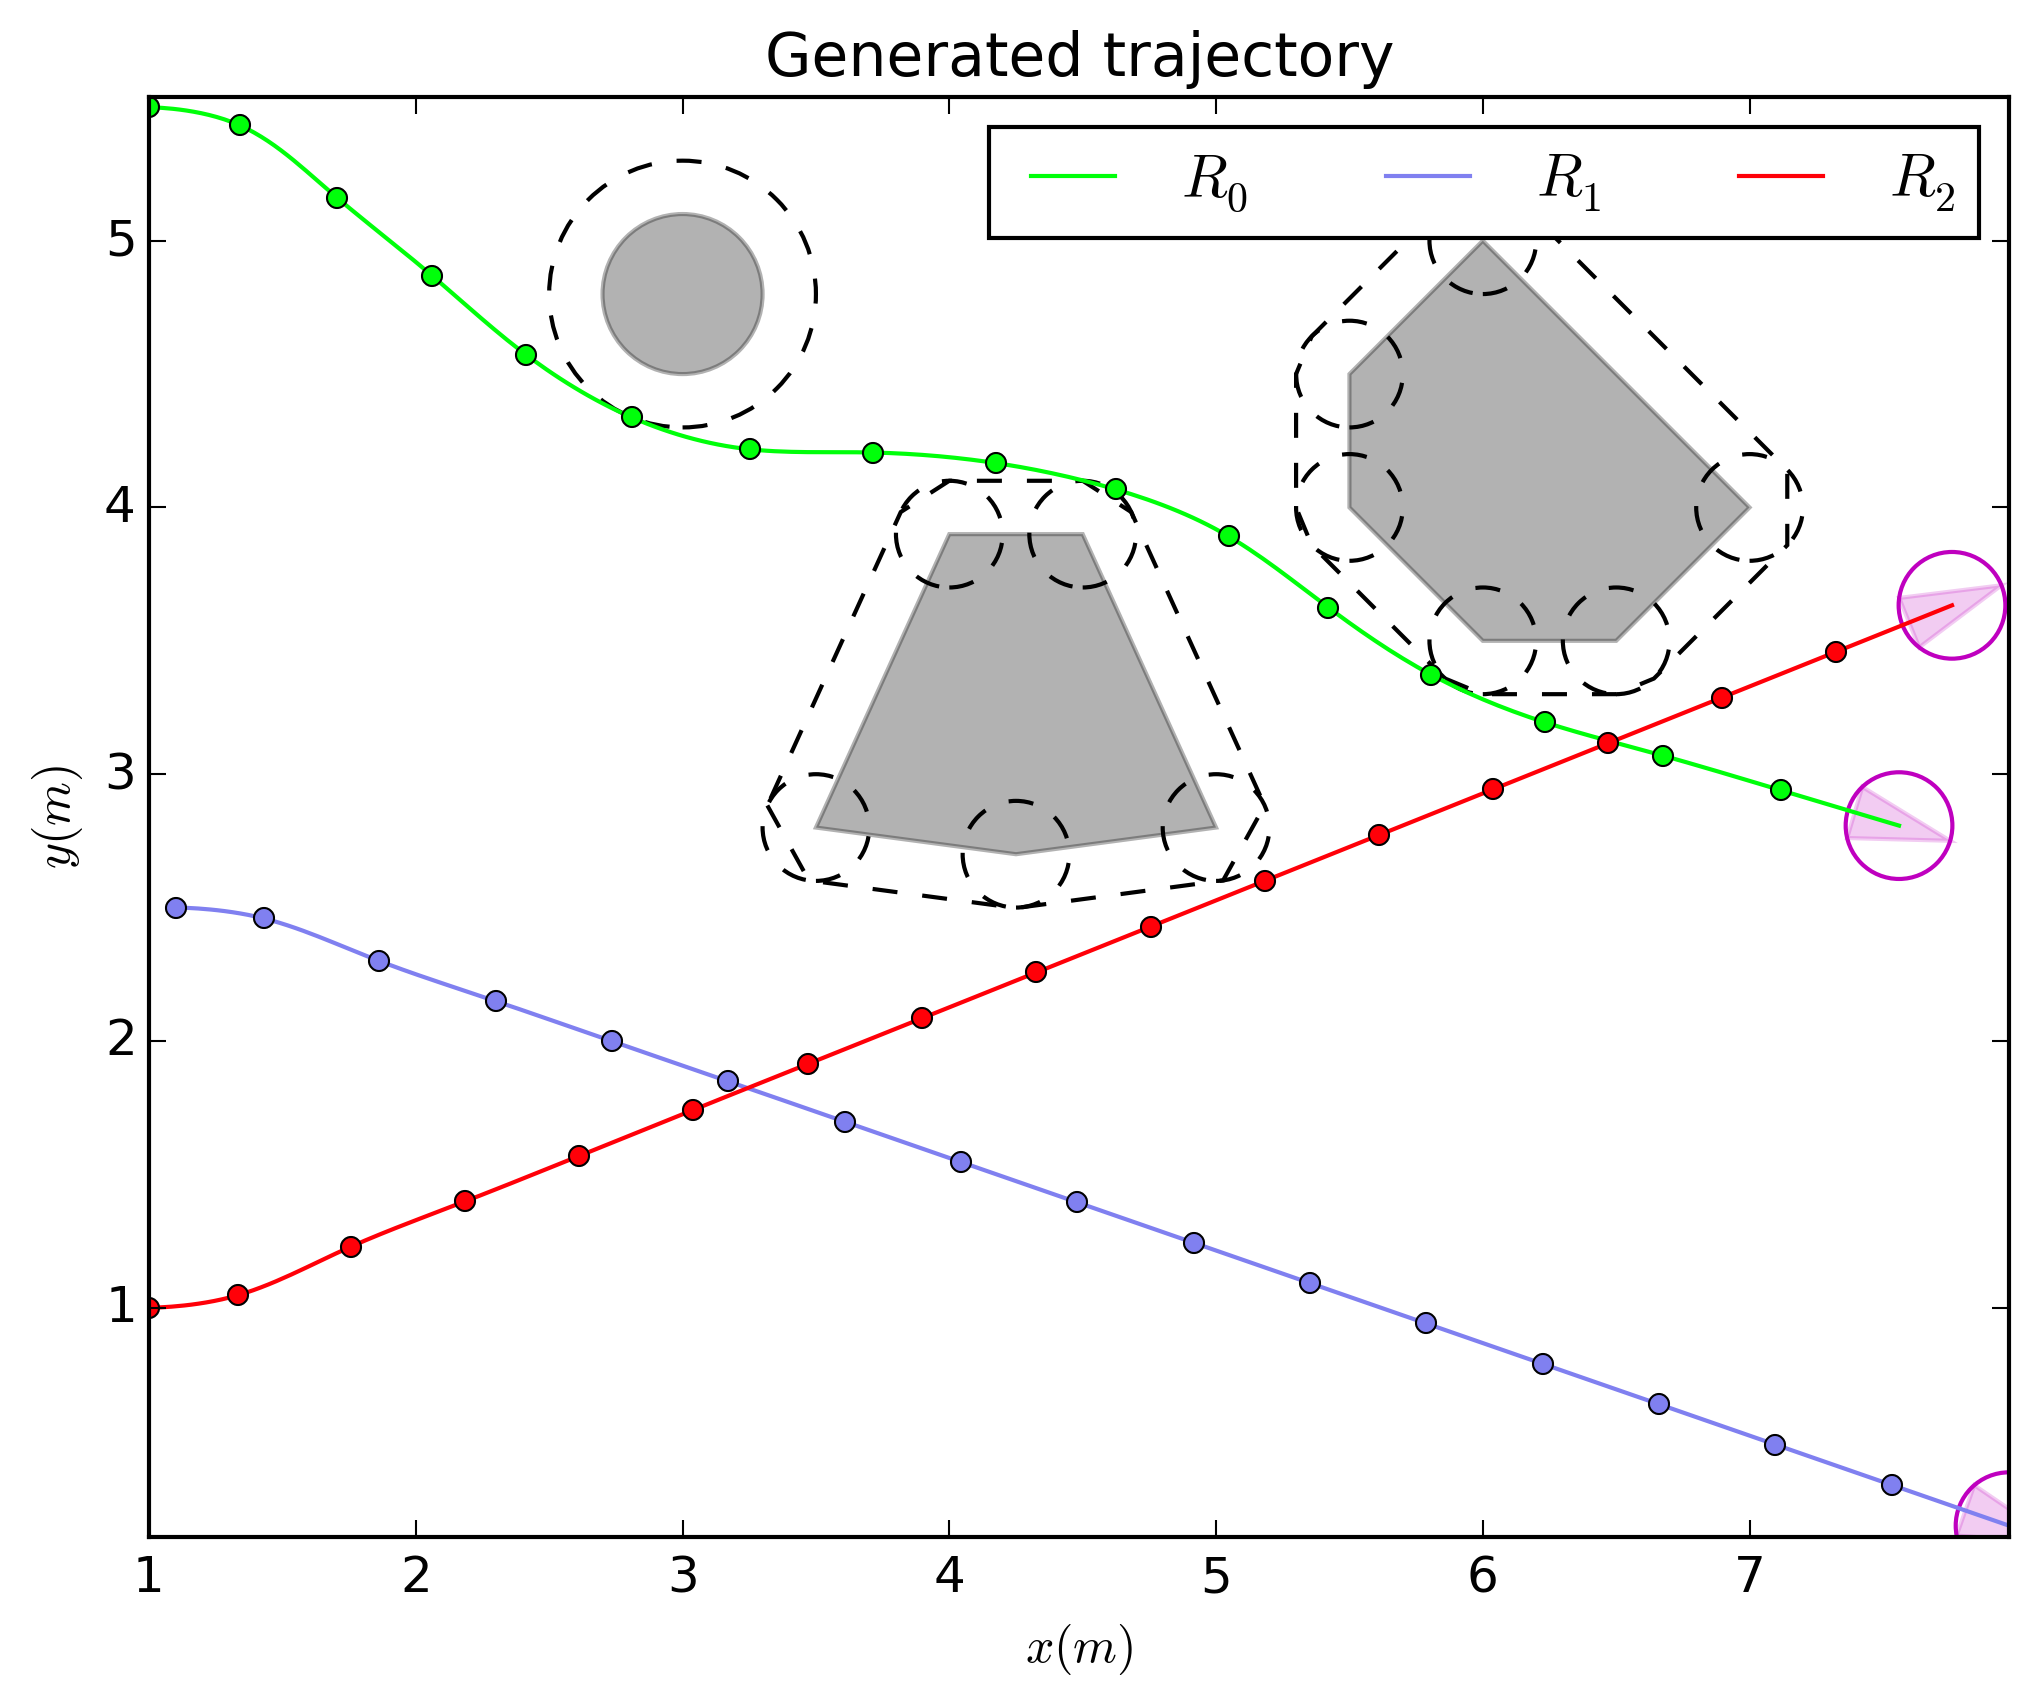 Generated trajectory
R₀ R₁ R₂
5
4
3
2
1
y(m)
1 2 3 4 5 6 7
x(m)